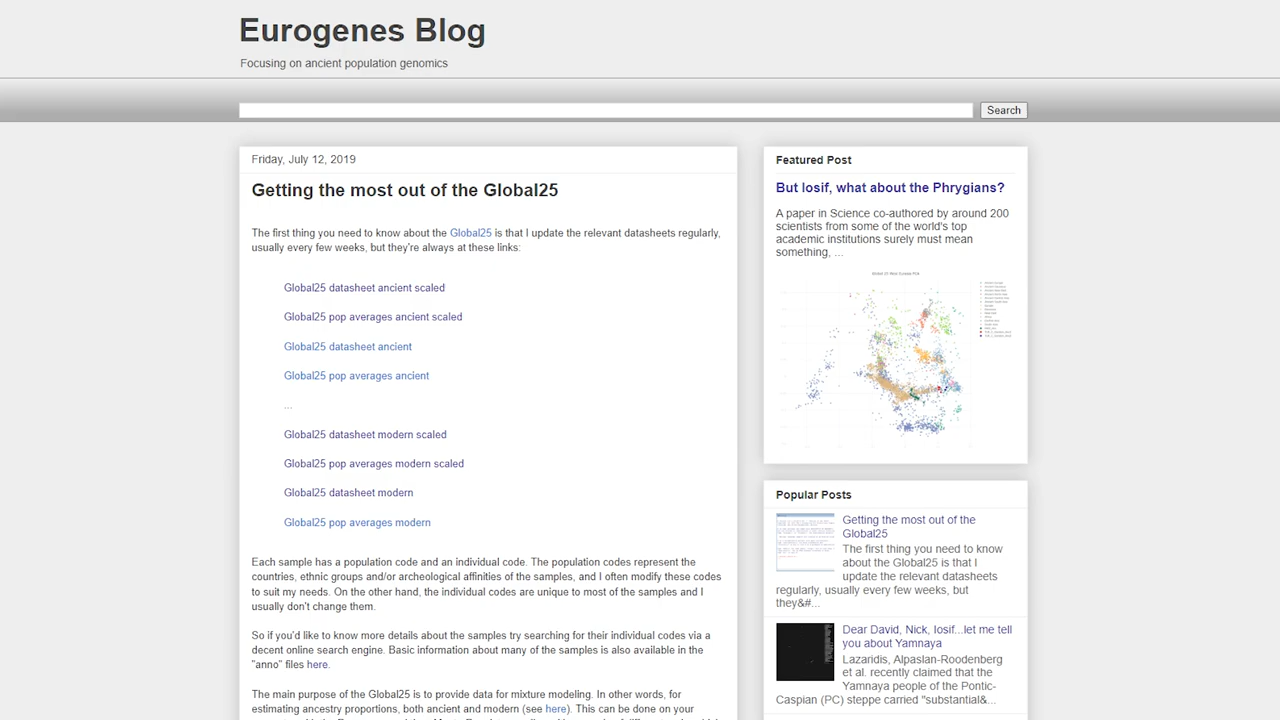 Eurogenes Blog
Focusing on ancient population genomics
Search
Friday, July 12, 2019
Getting the most out of the Global25
The first thing you need to know about the Global25 is that I update the relevant datasheets regularly,
usually every few weeks, but they're always at these links:
Global25 datasheet ancient scaled
Global25 pop averages ancient scaled
Global25 datasheet ancient
Global25 pop averages ancient
...
Global25 datasheet modern scaled
Global25 pop averages modern scaled
Global25 datasheet modern
Global25 pop averages modern
Each sample has a population code and an individual code. The population codes represent the
countries, ethnic groups and/or archeological affinities of the samples, and I often modify these codes
to suit my needs. On the other hand, the individual codes are unique to most of the samples and I
usually don't change them.
So if you'd like to know more details about the samples try searching for their individual codes via a
decent online search engine. Basic information about many of the samples is also available in the
"anno" files here.
The main purpose of the Global25 is to provide data for mixture modeling. In other words, for
estimating ancestry proportions, both ancient and modern (see here). This can be done on your
Featured Post
But Iosif, what about the Phrygians?
A paper in Science co-authored by around 200
scientists from some of the world's top
academic institutions surely must mean
something, ...
Global 25 West Eurasia PCA
Popular Posts
Getting the most out of the
Global25
The first thing you need to know
about the Global25 is that I
update the relevant datasheets
regularly, usually every few weeks, but
they&#...
Dear David, Nick, Iosif...let me tell
you about Yamnaya
Lazaridis, Alpaslan-Roodenberg
et al. recently claimed that the
Yamnaya people of the Pontic-
Caspian (PC) steppe carried "substantial&...